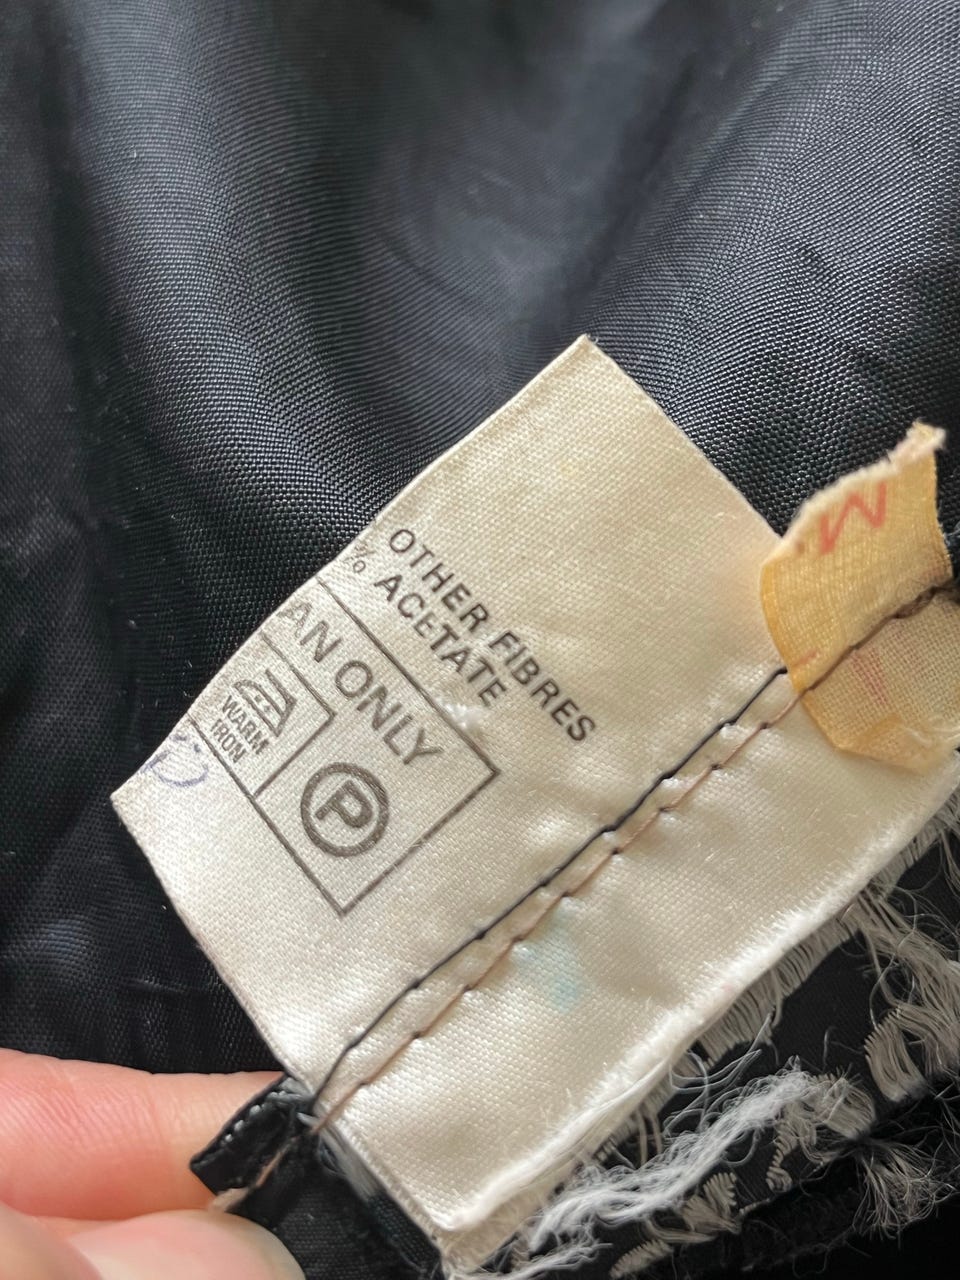 OTHER FIBRES
% ACETATE
AN ONLY
WARM
IRON
P
M